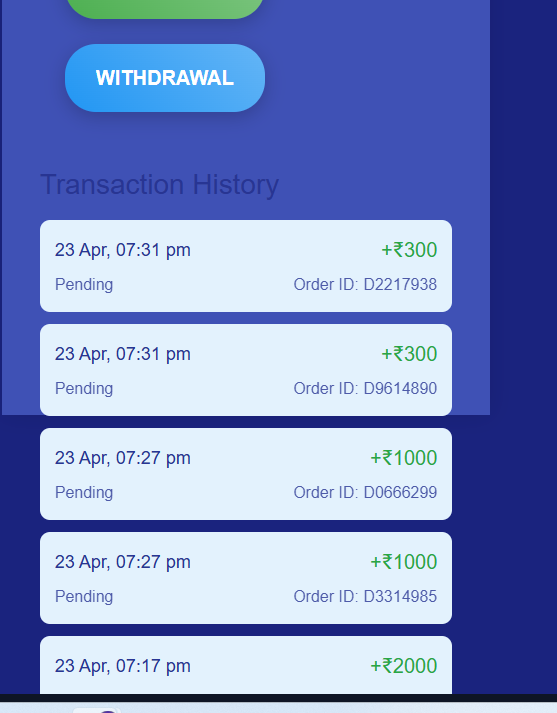 WITHDRAWAL
Transaction History
23 Apr, 07:31 pm +₹300
Pending Order ID: D2217938
23 Apr, 07:31 pm +₹300
Pending Order ID: D9614890
23 Apr, 07:27 pm +₹1000
Pending Order ID: D0666299
23 Apr, 07:27 pm +₹1000
Pending Order ID: D3314985
23 Apr, 07:17 pm +₹2000